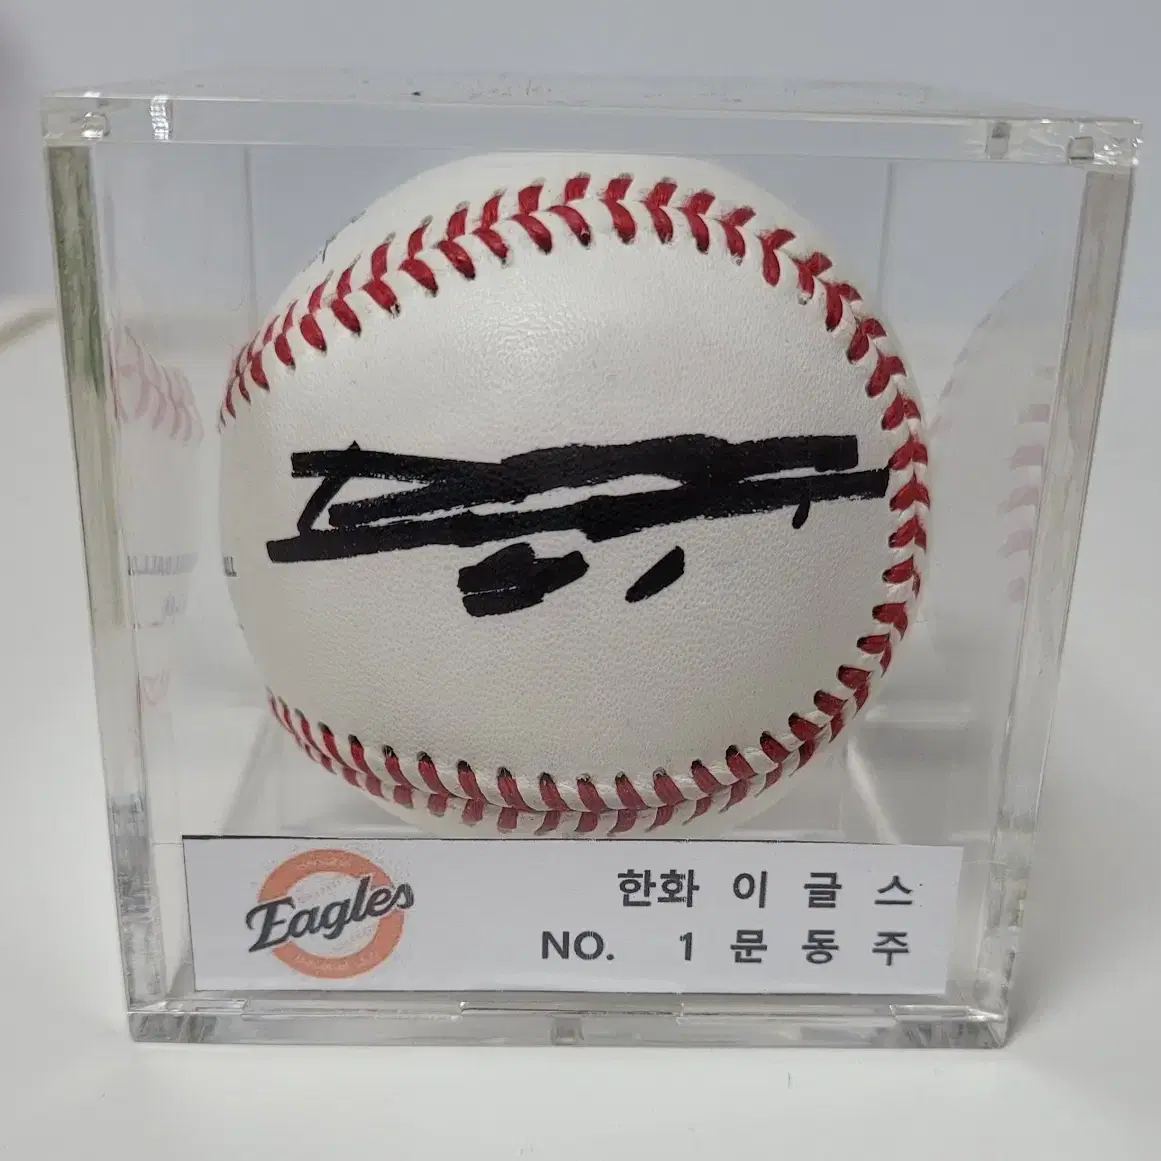 Eagles
한화 이 글 스
NO. 1 문 동 주